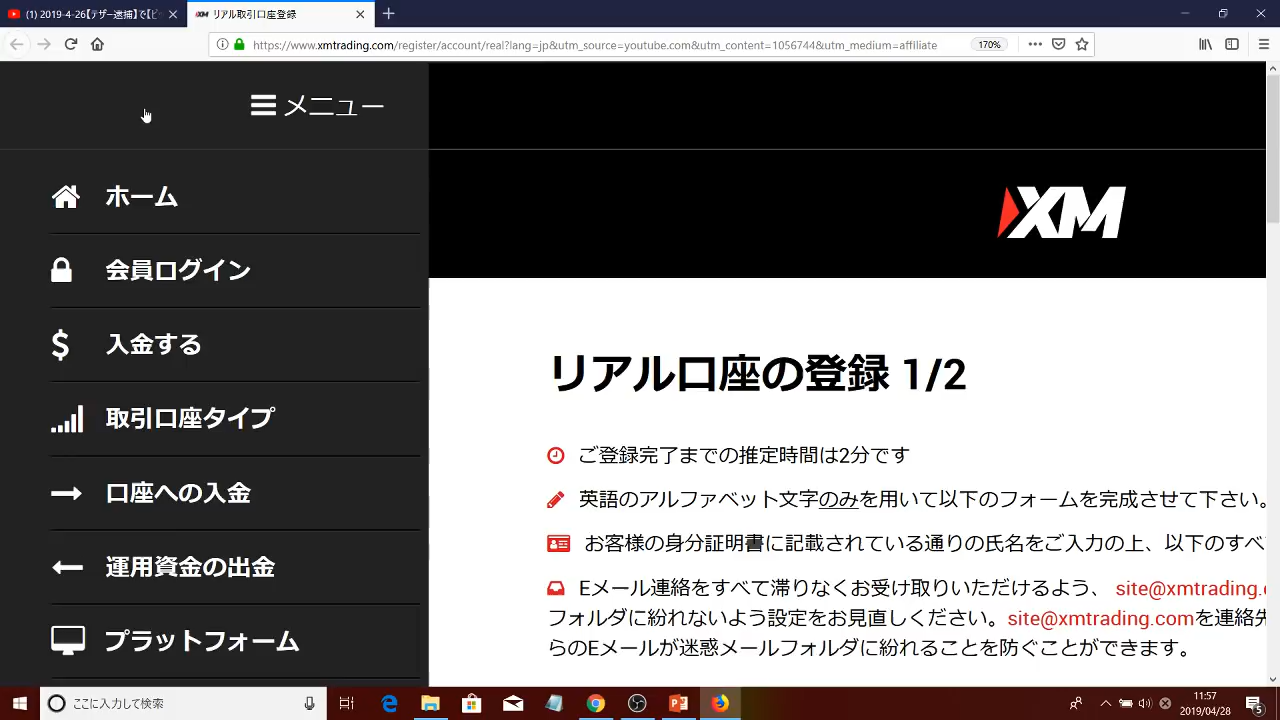 (1) 2019-4-26【テザー逮捕】で【ビ
リアル取引口座登録
https://www.xmtrading.com/register/account/real?lang=jp&utm_source=youtube.com&utm_content=1056744&utm_medium=affiliate
170%
メニュー
ホーム
会員ログイン
入金する
取引口座タイプ
口座への入金
運用資金の出金
プラットフォーム
XM
リアル口座の登録 1/2
ご登録完了までの推定時間は2分です
英語のアルファベット文字のみを用いて以下のフォームを完成させて下さい。
お客様の身分証明書に記載されている通りの氏名をご入力の上、以下のすべ
Eメール連絡をすべて滞りなくお受け取りいただけるよう、 site@xmtrading.c
フォルダに紛れないよう設定をお見直しください。site@xmtrading.comを連絡先
らのEメールが迷惑メールフォルダに紛れることを防ぐことができます。
ここに入力して検索
11:57
2019/04/28
5